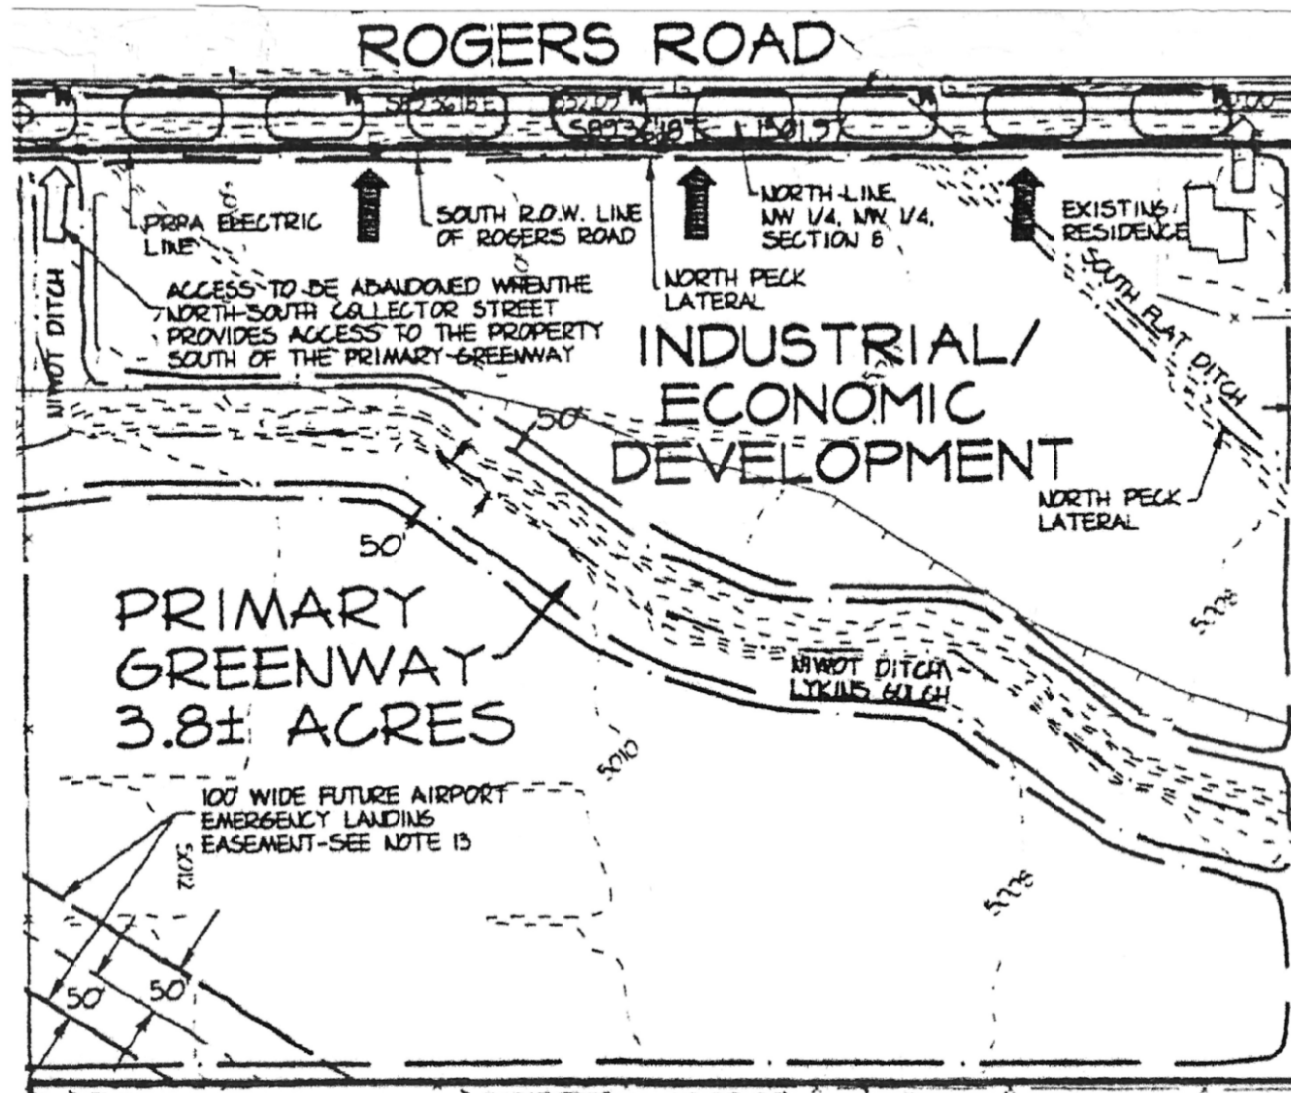 ROGERS ROAD
PRPA ELECTRIC
LINE
SOUTH R.O.W. LINE
OF ROGERS ROAD
NORTH LINE,
NW 1/4, NW 1/4,
SECTION 8
EXISTING
RESIDENCE
NORTH PECK
LATERAL
NIWOT DITCH
ACCESS TO BE ABANDONED WHEN THE
NORTH-SOUTH COLLECTOR STREET
PROVIDES ACCESS TO THE PROPERTY
SOUTH OF THE PRIMARY GREENWAY
SOUTH FLAT DITCH
INDUSTRIAL/
ECONOMIC
DEVELOPMENT
50'
NORTH PECK
LATERAL
50'
PRIMARY
GREENWAY
3.8± ACRES
NIWOT DITCH\
LYKINS GULCH
5010
100' WIDE FUTURE AIRPORT
EMERGENCY LANDING
EASEMENT-SEE NOTE 13
5012
50'
50'